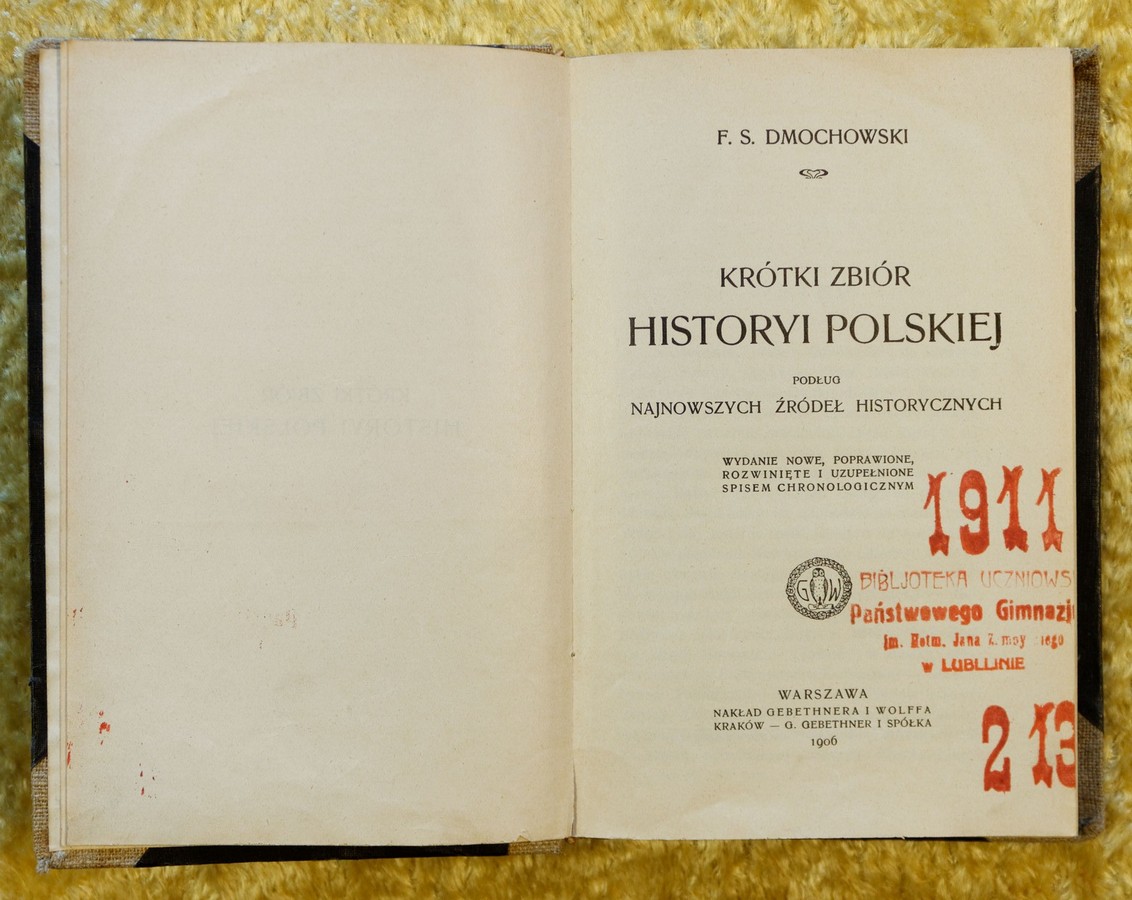 F. S. DMOCHOWSKI
KRÓTKI ZBIÓR
HISTORYI POLSKIEJ
PODŁUG
NAJNOWSZYCH ŹRÓDEŁ HISTORYCZNYCH
WYDANIE NOWE, POPRAWIONE,
ROZWINIĘTE I UZUPEŁNIONE
SPISEM CHRONOLOGICZNYM
1911
G W
BIBLJOTEKA UCZNIOWS
Państwowego Gimnazj
im. Hetm. Jana
w LUBLINIE
WARSZAWA
NAKŁAD GEBETHNERA I WOLFFA
KRAKÓW — G. GEBETHNER I SPÓŁKA
1906
2 13